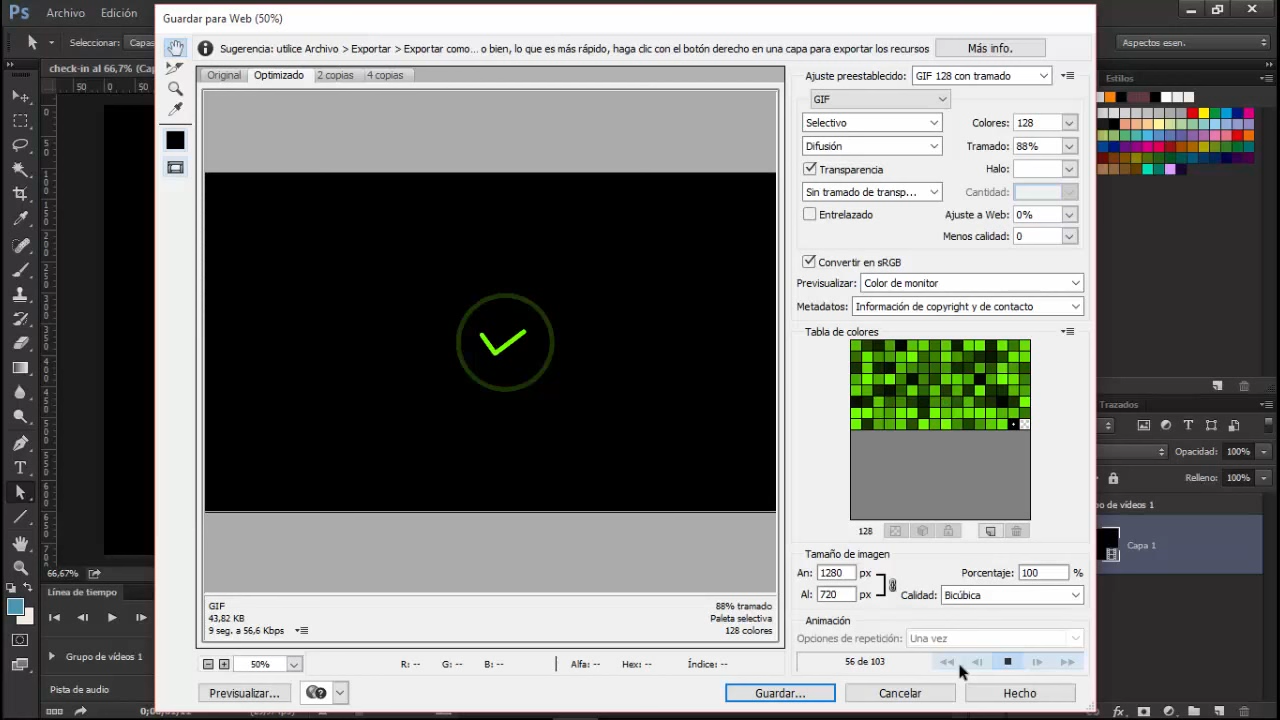 Ps Archivo Edición
Guardar para Web (50%)
Seleccionar: Capas
Sugerencia: utilice Archivo > Exportar > Exportar como... o bien, lo que es más rápido, haga clic con el botón derecho en una capa para exportar los recursos
Más info.
Aspectos esen.
check-in al 66,7% (Cap
Original
Optimizado
2 copias
4 copias
Ajuste preestablecido: GIF 128 con tramado
Estilos
GIF
Selectivo
Colores: 128
Difusión
Tramado: 88%
Transparencia
Halo:
Sin tramado de transp...
Cantidad:
Entrelazado
Ajuste a Web: 0%
Menos calidad: 0
Convertir en sRGB
Previsualizar: Color de monitor
Metadatos: Información de copyright y de contacto
Tabla de colores
Trazados
Opacidad: 100%
Relleno: 100%
po de vídeos 1
128
Capa 1
Tamaño de imagen
An: 1280 px
Porcentaje: 100 %
Al: 720 px
Calidad: Bicúbica
66,67%
Línea de tiempo
GIF
43,82 KB
9 seg. a 56,6 Kbps
88% tramado
Paleta selectiva
128 colores
Animación
Opciones de repetición: Una vez
56 de 103
Grupo de vídeos 1
50%
R: --
G: --
B: --
Alfa: --
Hex: --
Índice: --
Pista de audio
Previsualizar...
Guardar...
Cancelar
Hecho